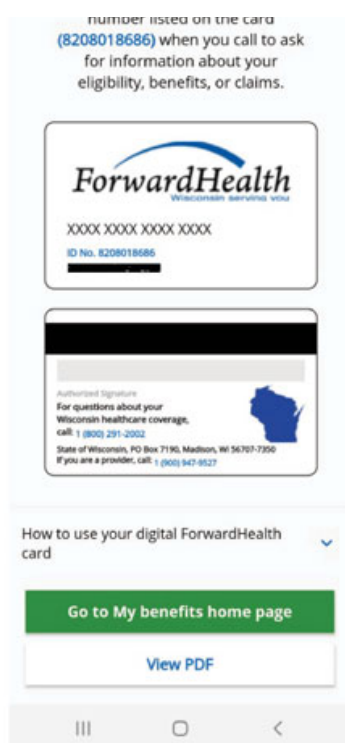 number listed on the card
(8208018686) when you call to ask
for information about your
eligibility, benefits, or claims.
ForwardHealth
Wisconsin serving you
XXXX XXXX XXXX XXXX
ID No. 8208018686
Authorized Signature
For questions about your
Wisconsin healthcare coverage,
call: 1 (800) 291-2002
State of Wisconsin, PO Box 7190, Madison, WI 56707-7350
If you are a provider, call: 1 (900) 947-9527
How to use your digital ForwardHealth
card
Go to My benefits home page
View PDF